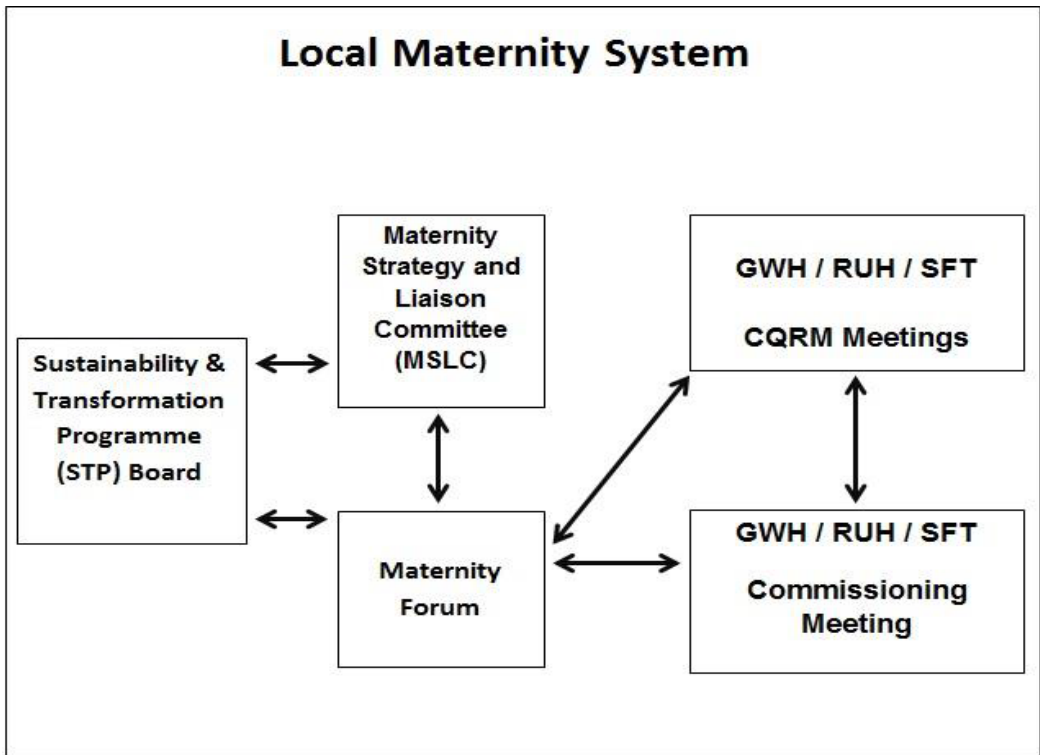 Local Maternity System
Maternity
Strategy and
Liaison
Committee
(MSLC)
GWH / RUH / SFT
CQRM Meetings
Sustainability &
Transformation
Programme
(STP) Board
Maternity
Forum
GWH / RUH / SFT
Commissioning
Meeting